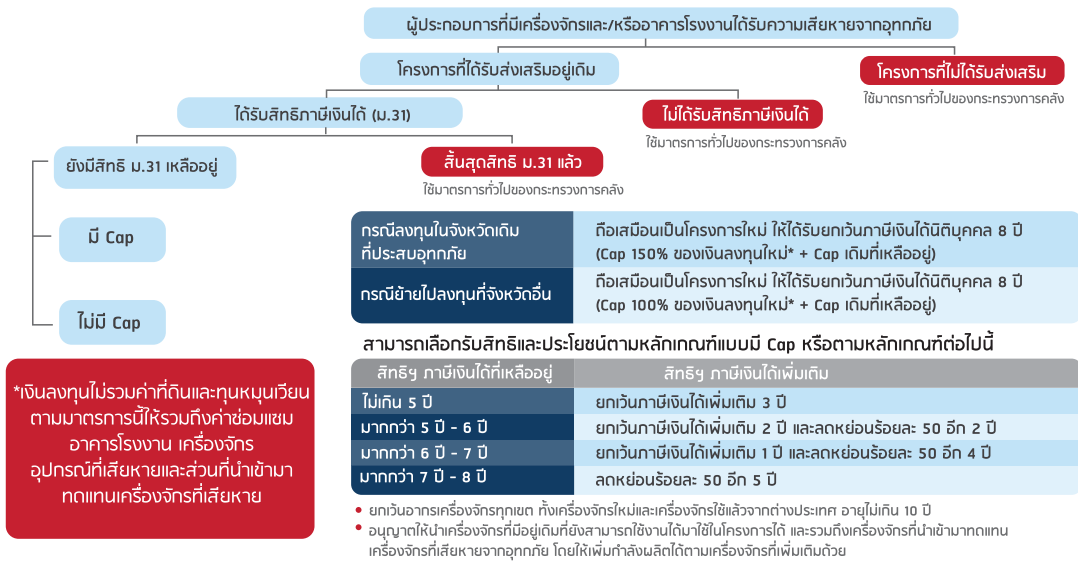 ผู้ประกอบการที่มีเครื่องจักรและ/หรืออาคารโรงงานได้รับความเสียหายจากอุทกภัย
โครงการที่ได้รับส่งเสริมอยู่เดิม
โครงการที่ไม่ได้รับส่งเสริม
ใช้มาตรการทั่วไปของกระทรวงการคลัง
ได้รับสิทธิภาษีเงินได้ (ม.31)
ไม่ได้รับสิทธิภาษีเงินได้
ใช้มาตรการทั่วไปของกระทรวงการคลัง
ยังมีสิทธิ ม.31 เหลืออยู่
สิ้นสุดสิทธิ ม.31 แล้ว
ใช้มาตรการทั่วไปของกระทรวงการคลัง
มี Cap
ไม่มี Cap
กรณีลงทุนในจังหวัดเดิม
ที่ประสบอุทกภัย
ถือเสมือนเป็นโครงการใหม่ ให้ได้รับยกเว้นภาษีเงินได้นิติบุคคล 8 ปี
(Cap 150% ของเงินลงทุนใหม่* + Cap เดิมที่เหลืออยู่)
กรณีย้ายไปลงทุนที่จังหวัดอื่น
ถือเสมือนเป็นโครงการใหม่ ให้ได้รับยกเว้นภาษีเงินได้นิติบุคคล 8 ปี
(Cap 100% ของเงินลงทุนใหม่* + Cap เดิมที่เหลืออยู่)
สามารถเลือกรับสิทธิและประโยชน์ตามหลักเกณฑ์แบบมี Cap หรือตามหลักเกณฑ์ต่อไปนี้
สิทธิฯ ภาษีเงินได้ที่เหลืออยู่
สิทธิฯ ภาษีเงินได้เพิ่มเติม
ไม่เกิน 5 ปี
ยกเว้นภาษีเงินได้เพิ่มเติม 3 ปี
มากกว่า 5 ปี - 6 ปี
ยกเว้นภาษีเงินได้เพิ่มเติม 2 ปี และลดหย่อนร้อยละ 50 อีก 2 ปี
มากกว่า 6 ปี - 7 ปี
ยกเว้นภาษีเงินได้เพิ่มเติม 1 ปี และลดหย่อนร้อยละ 50 อีก 4 ปี
มากกว่า 7 ปี - 8 ปี
ลดหย่อนร้อยละ 50 อีก 5 ปี
*เงินลงทุนไม่รวมค่าที่ดินและทุนหมุนเวียน
ตามมาตรการนี้ให้รวมถึงค่าซ่อมแซม
อาคารโรงงาน เครื่องจักร
อุปกรณ์ที่เสียหายและส่วนที่นำเข้ามา
ทดแทนเครื่องจักรที่เสียหาย
• ยกเว้นอากรเครื่องจักรทุกเขต ทั้งเครื่องจักรใหม่และเครื่องจักรใช้แล้วจากต่างประเทศ อายุไม่เกิน 10 ปี
• อนุญาตให้นำเครื่องจักรที่มีอยู่เดิมที่ยังสามารถใช้งานได้มาใช้ในโครงการได้ และรวมถึงเครื่องจักรที่นำเข้ามาทดแทน
เครื่องจักรที่เสียหายจากอุทกภัย โดยให้เพิ่มกำลังผลิตได้ตามเครื่องจักรที่เพิ่มเติมด้วย